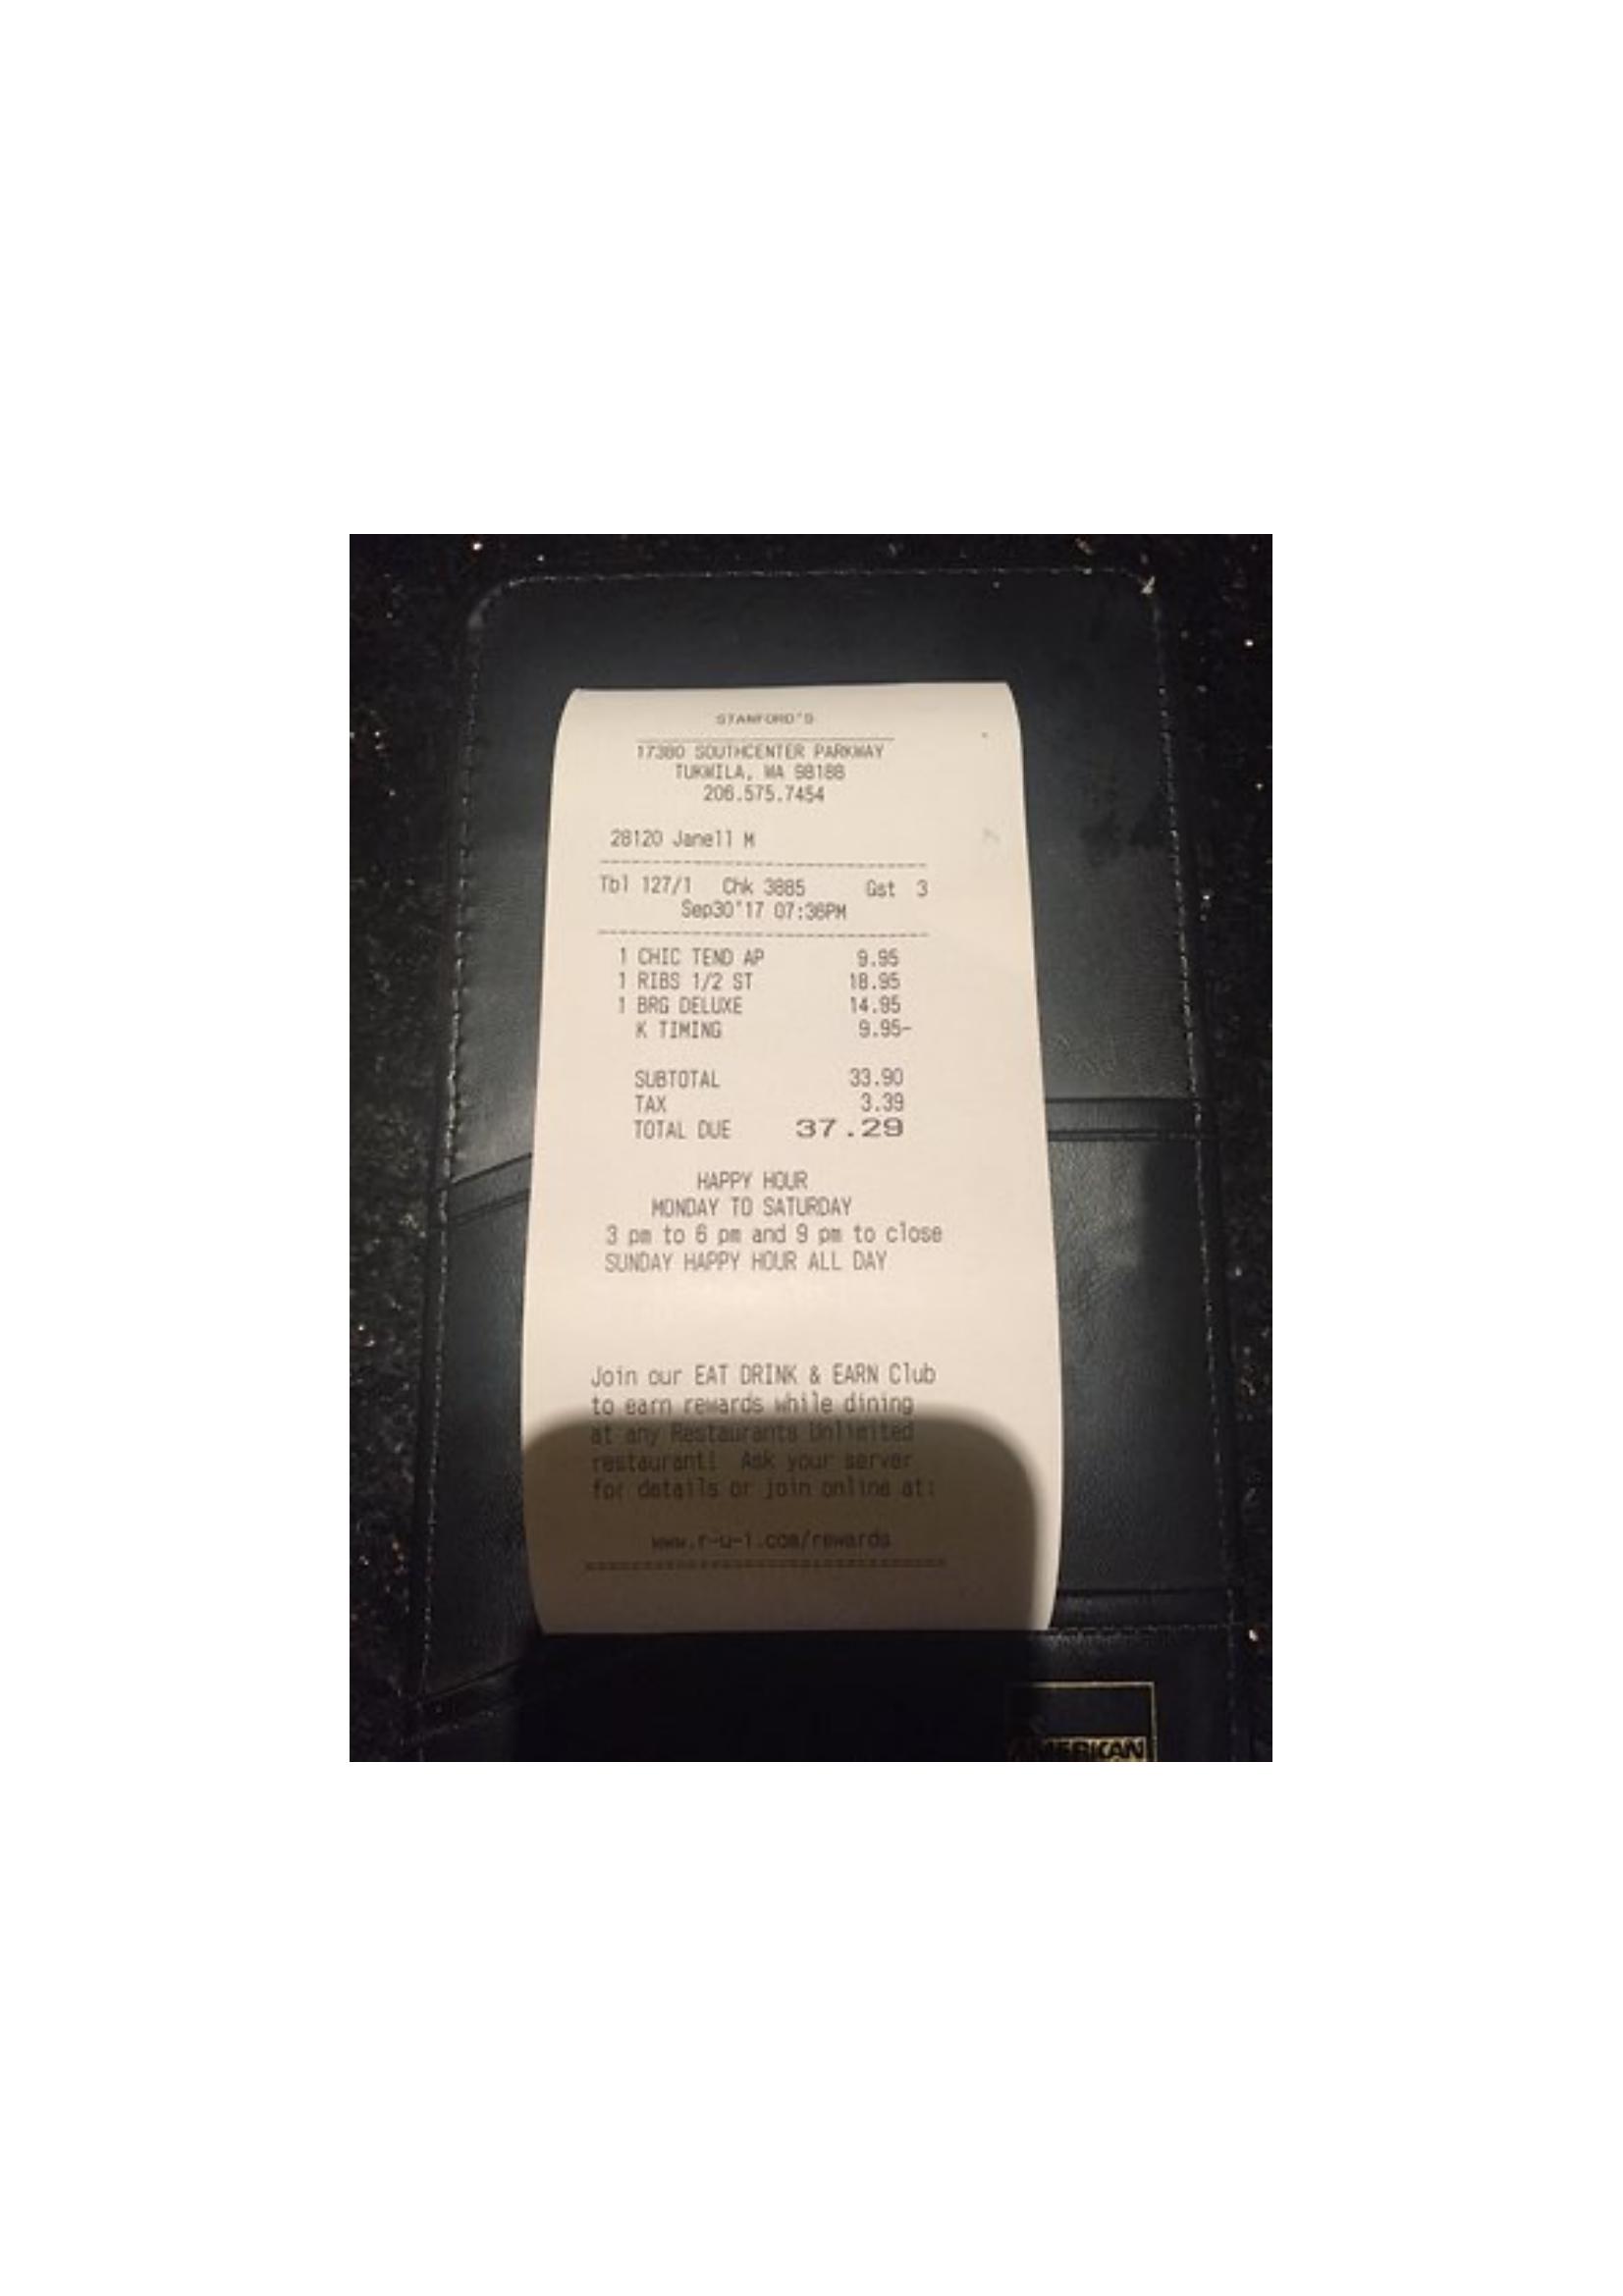 STANFORD'S
17380 SOUTHCENTER PARKWAY
TUKWILA, WA 98188
206.575.7454
28120 Janell M
Tbl 127/1 Chk 3885 Gst 3
Sep30'17 07:36PM
1 CHIC TEND AP 9.95
1 RIBS 1/2 ST 18.95
1 BRG DELUXE 14.95
K TIMING 9.95-
SUBTOTAL 33.90
TAX 3.39
TOTAL DUE 37.29
HAPPY HOUR
MONDAY TO SATURDAY
3 pm to 6 pm and 9 pm to close
SUNDAY HAPPY HOUR ALL DAY
Join our EAT DRINK & EARN Club
to earn rewards while dining
at any Restaurants Unlimited
restaurant! Ask your server
for details or join online at:
www.r-u-i.com/rewards
AMERICAN